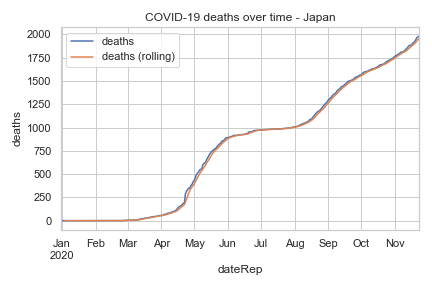 COVID-19 deaths over time - Japan
deaths
deaths (rolling)
2000
1750
1500
1250
1000
750
500
250
0
deaths
Jan Feb Mar Apr May Jun Jul Aug Sep Oct Nov
2020
dateRep